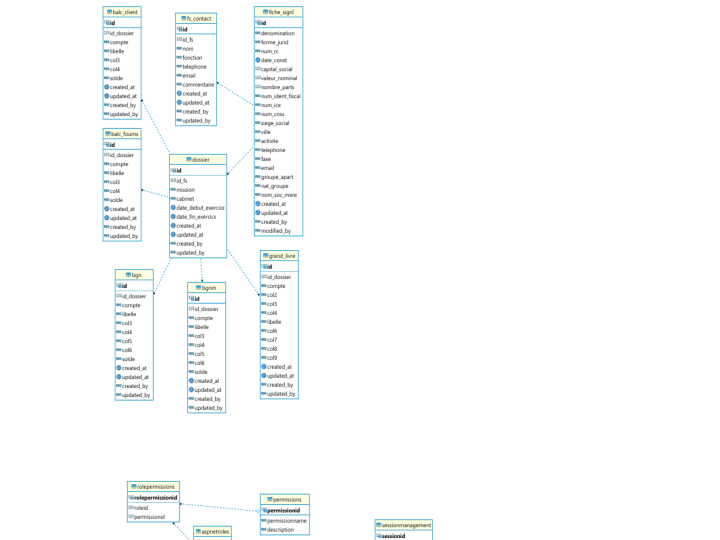 balc_client
id
id_dossier
compte
libelle
col3
col4
solde
created_at
updated_at
created_by
updated_by
fs_contact
id
id_fs
nom
fonction
telephone
email
commentaire
created_at
updated_at
created_by
updated_by
fiche_signl
id
denomination
forme_jurid
num_rc
date_const
capital_social
valeur_nominal
nombre_parts
num_ident_fiscal
num_ice
num_cnss
siege_social
ville
activite
telephone
faxe
email
groupe_apart
nat_groupe
nom_soc_mere
created_at
updated_at
created_by
modified_by
balc_fourns
id
id_dossier
compte
libelle
col3
col4
solde
created_at
updated_at
created_by
updated_by
dossier
id
id_fs
mission
cabinet
date_debut_exercice
date_fin_exercice
created_at
updated_at
created_by
updated_by
bgn
id
id_dossier
compte
libelle
col3
col4
col5
col6
solde
created_at
updated_at
created_by
updated_by
bgnm
id
id_dossier
compte
libelle
col3
col4
col5
col6
solde
created_at
updated_at
created_by
updated_by
grand_livre
id
id_dossier
compte
col2
col3
col4
libelle
col6
col7
col8
col9
created_at
updated_at
created_by
updated_by
rolepermissions
rolepermissionid
roleid
permissionid
permissions
permissionid
permissionname
description
aspnetroles
sessionmanagement
sessionid